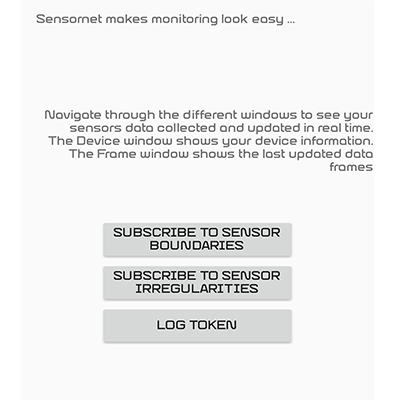 Sensornet makes monitoring look easy ...
Navigate through the different windows to see your
sensors data collected and updated in real time.
The Device window shows your device information.
The Frame window shows the last updated data
frames
SUBSCRIBE TO SENSOR
BOUNDARIES
SUBSCRIBE TO SENSOR
IRREGULARITIES
LOG TOKEN